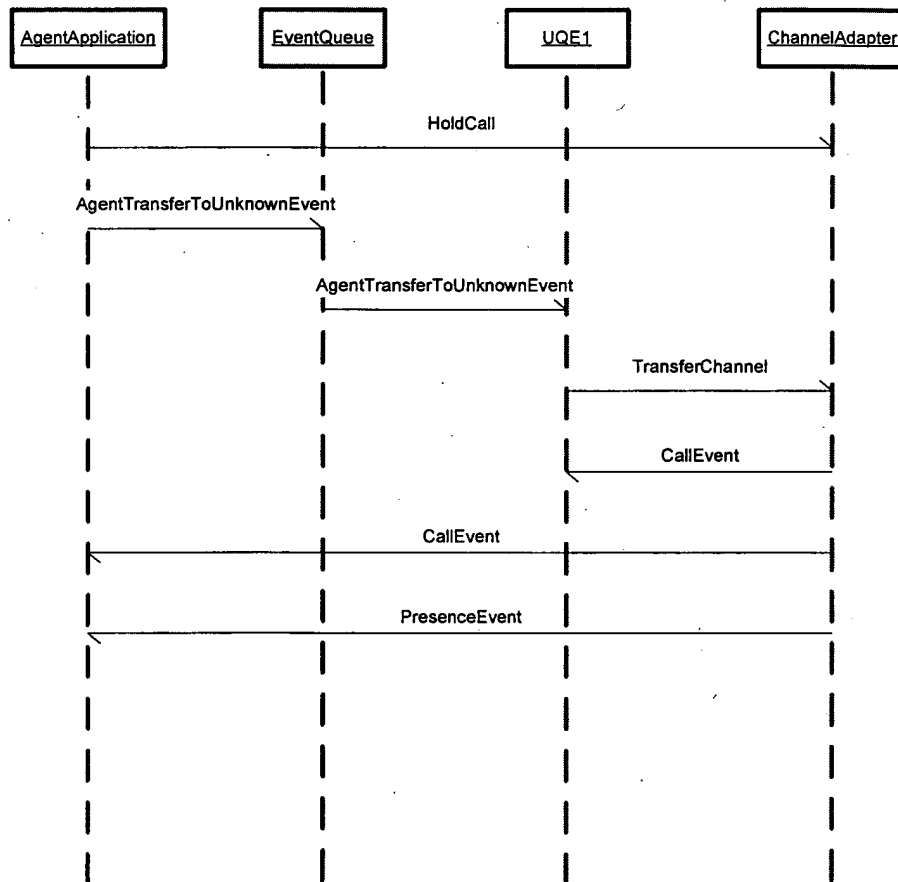 AgentApplication
EventQueue
UQE1
ChannelAdapter
HoldCall
AgentTransferToUnknownEvent
AgentTransferToUnknownEvent
TransferChannel
CallEvent
CallEvent
PresenceEvent